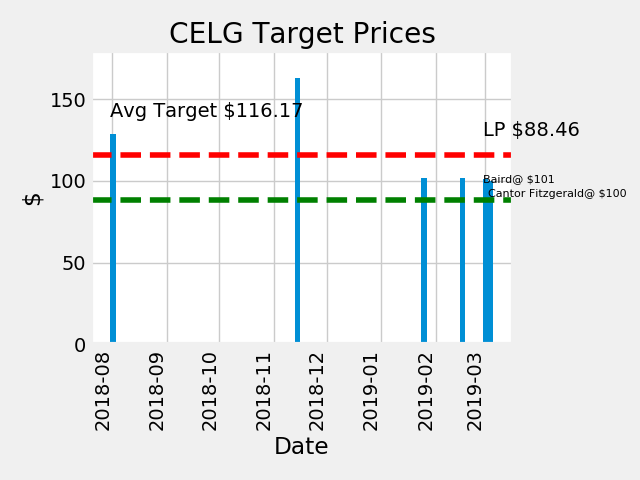 CELG Target Prices
150
100
50
0
$
Avg Target $116.17
LP $88.46
Baird@ $101
Cantor Fitzgerald@ $100
2018-08
2018-09
2018-10
2018-11
2018-12
2019-01
2019-02
2019-03
Date